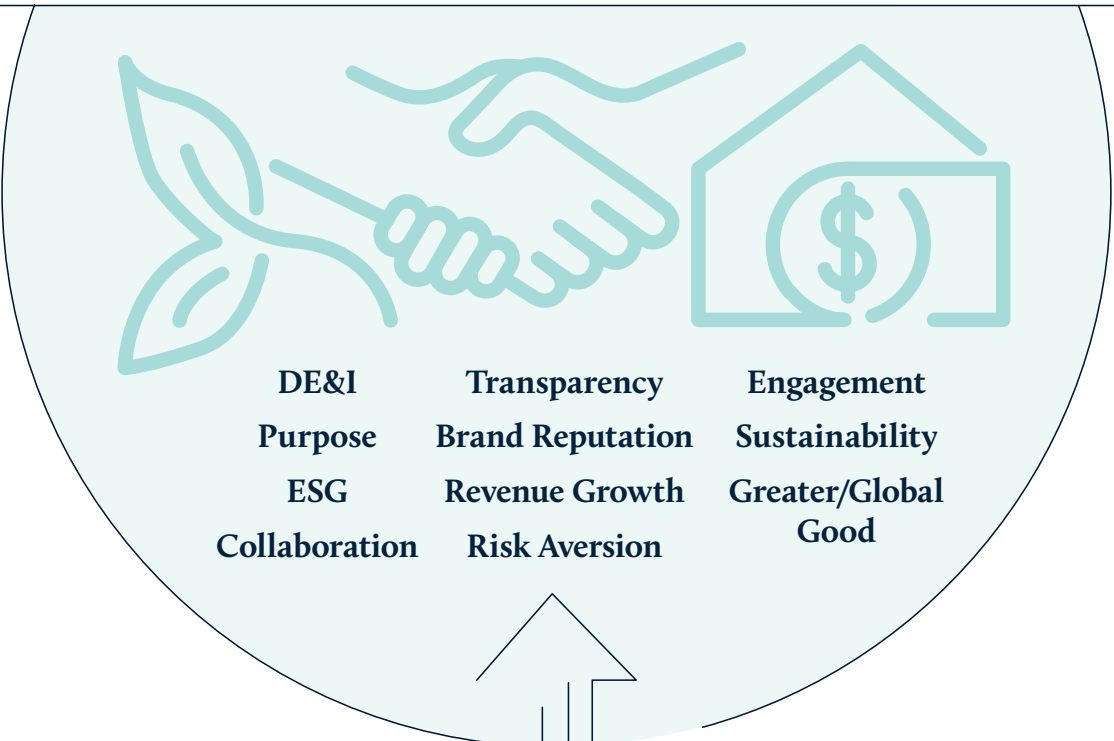 DE&I
Purpose
ESG
Collaboration
Transparency
Brand Reputation
Revenue Growth
Risk Aversion
Engagement
Sustainability
Greater/Global
Good